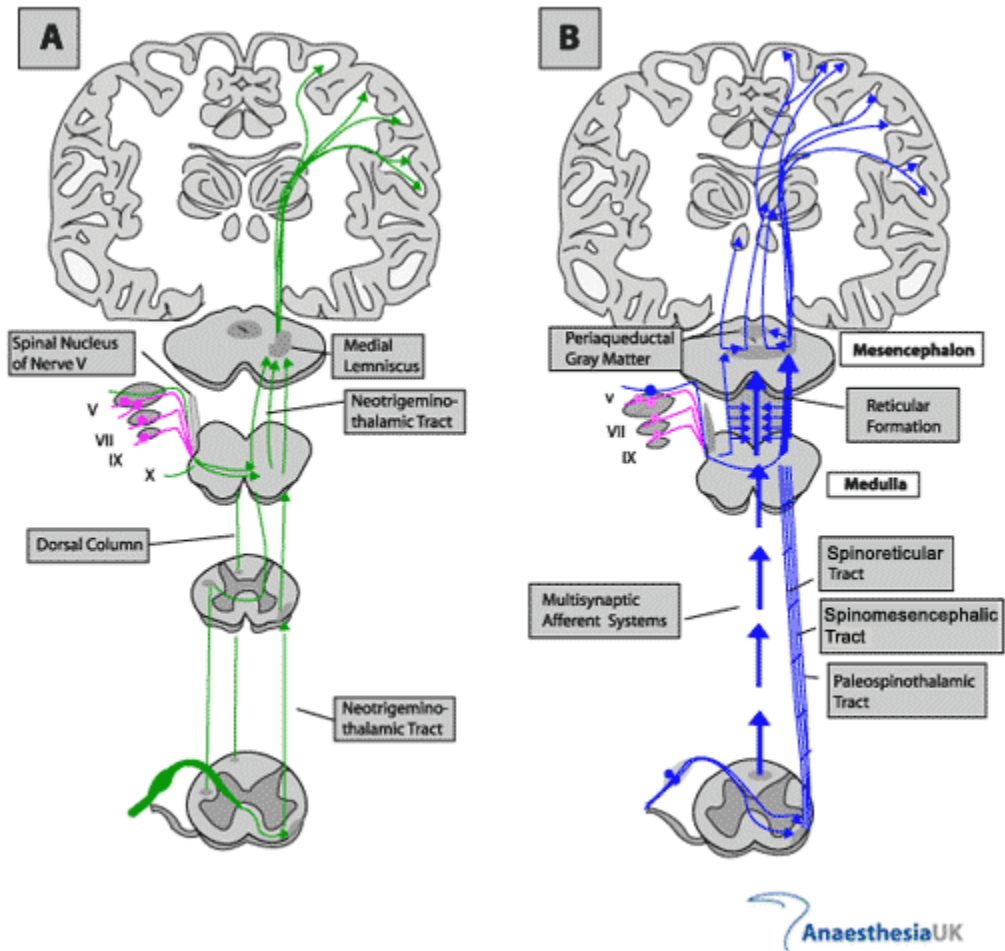 A
Spinal Nucleus
of Nerve V
Medial
Lemniscus
Neotrigemino-
thalamic Tract
V
VII
IX
X
Dorsal Column
Neotrigemino-
thalamic Tract
B
Periaqueductal
Gray Matter
Mesencephalon
V
VII
IX
Reticular
Formation
Medulla
Spinoreticular
Tract
Multisynaptic
Afferent Systems
Spinomesencephalic
Tract
Paleospinothalamic
Tract
AnaesthesiaUK